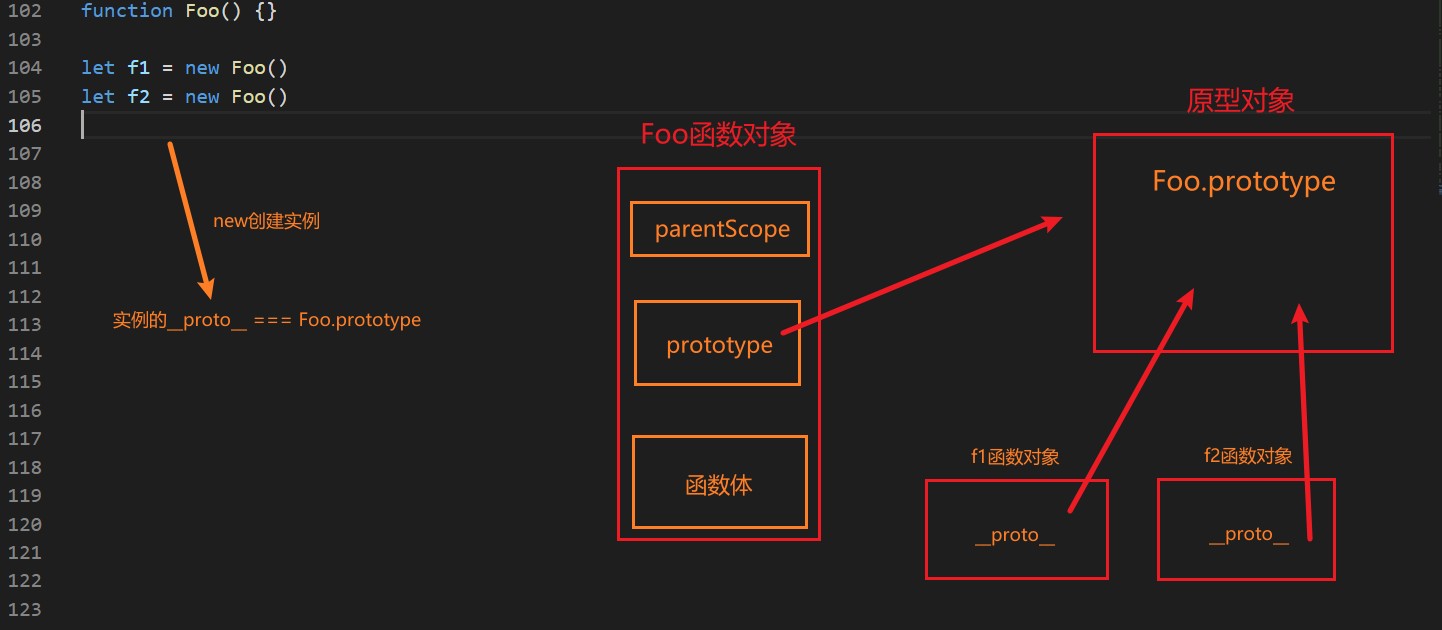 102 function Foo() {}
103
104 let f1 = new Foo()
105 let f2 = new Foo()
106
107
108
109
110
111
112
113
114
115
116
117
118
119
120
121
122
123
new创建实例
实例的__proto__ === Foo.prototype
Foo函数对象
parentScope
prototype
函数体
原型对象
Foo.prototype
f1函数对象
__proto__
f2函数对象
__proto__